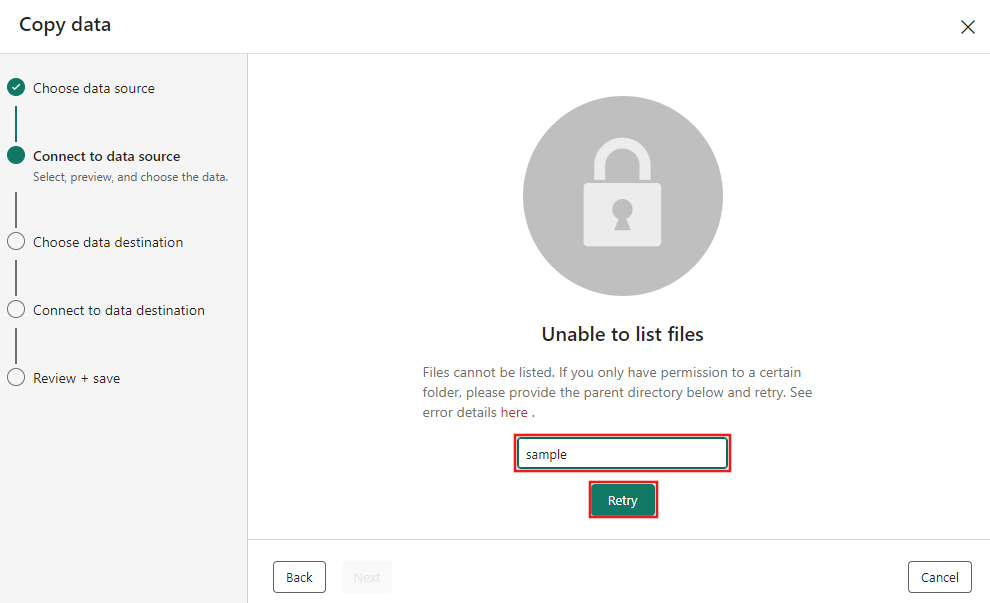 Copy data
Choose data source
Connect to data source
Select, preview, and choose the data.
Choose data destination
Connect to data destination
Review + save
Unable to list files
Files cannot be listed. If you only have permission to a certain
folder, please provide the parent directory below and retry. See
error details here .
sample
Retry
Back
Next
Cancel